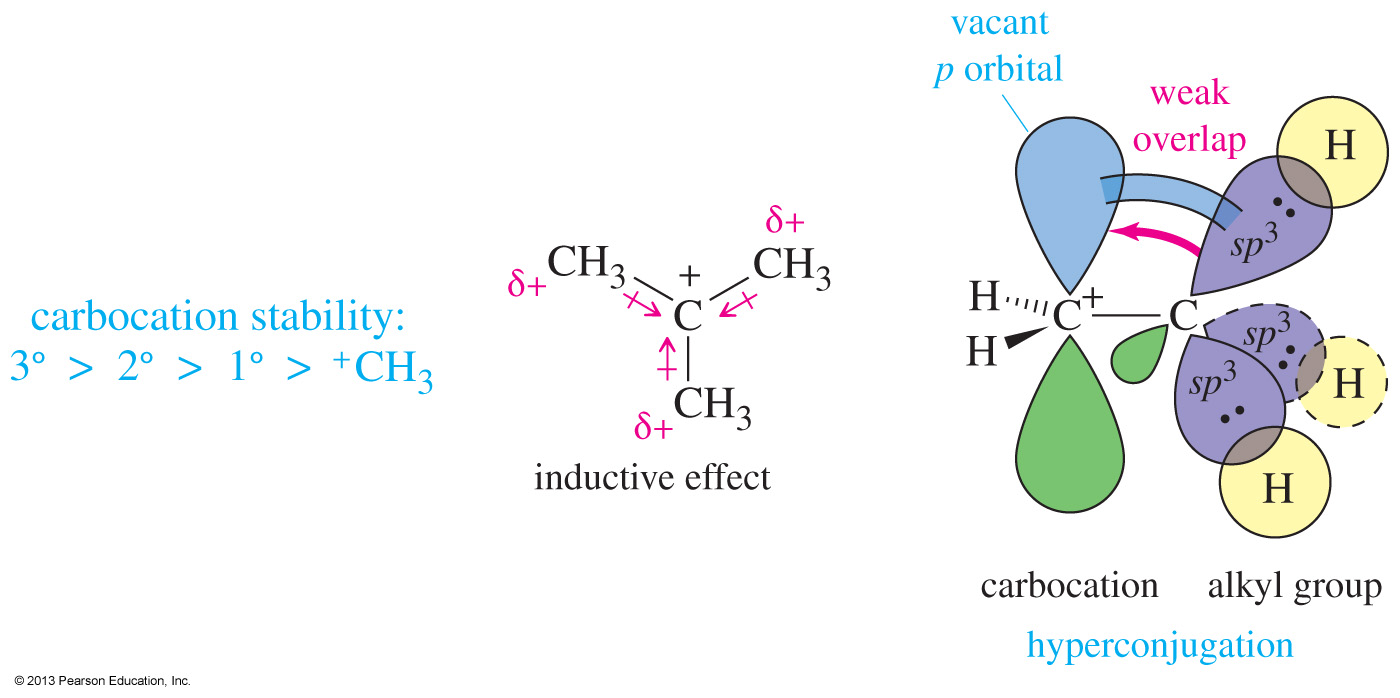 carbocation stability:
3° > 2° > 1° > ⁺CH₃
δ+
CH₃
+
δ+
CH₃
C
CH₃
δ+
inductive effect
vacant
p orbital
weak
overlap
H
sp³
H
C+
C
H
sp³
H
sp³
H
carbocation
alkyl group
hyperconjugation
© 2013 Pearson Education, Inc.